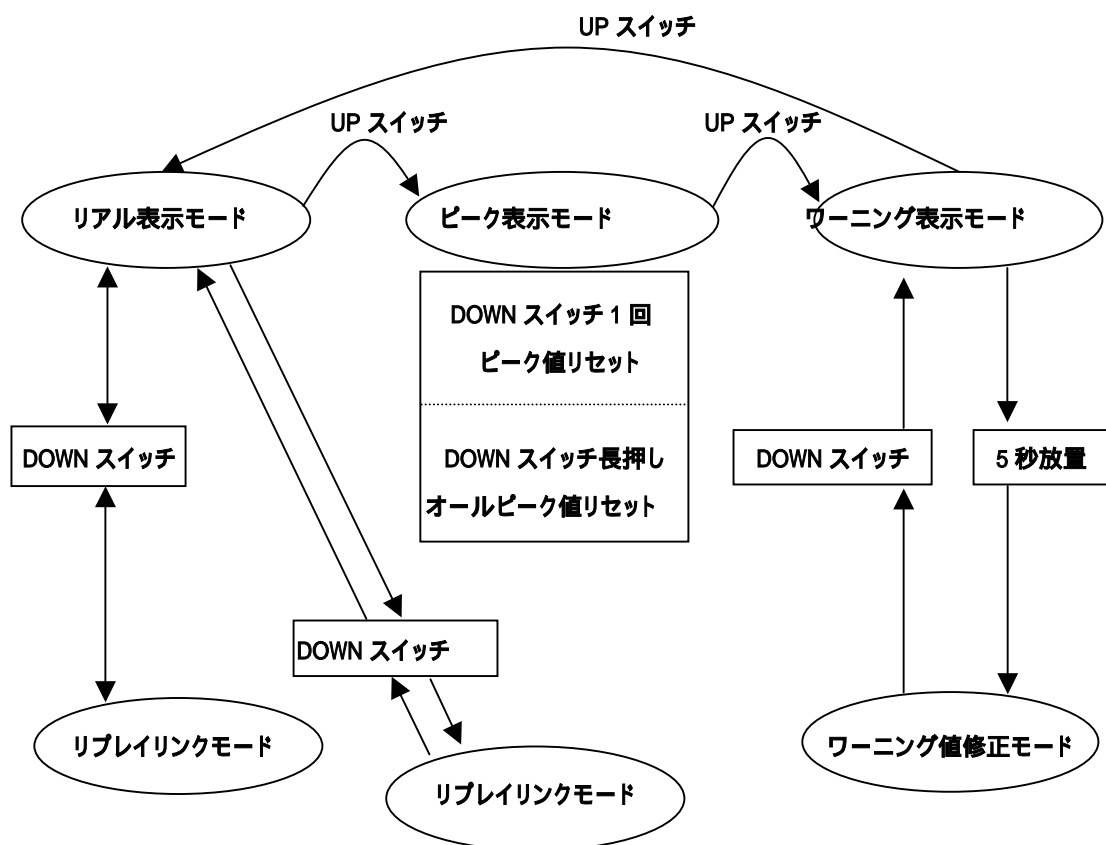 UP スイッチ
UP スイッチ
UP スイッチ
リアル表示モード
ピーク表示モード
ワーニング表示モード
DOWN スイッチ 1 回
ピーク値リセット
DOWN スイッチ長押し
オールピーク値リセット
DOWN スイッチ
DOWN スイッチ
5 秒放置
DOWN スイッチ
リプレイリンクモード
リプレイリンクモード
ワーニング値修正モード